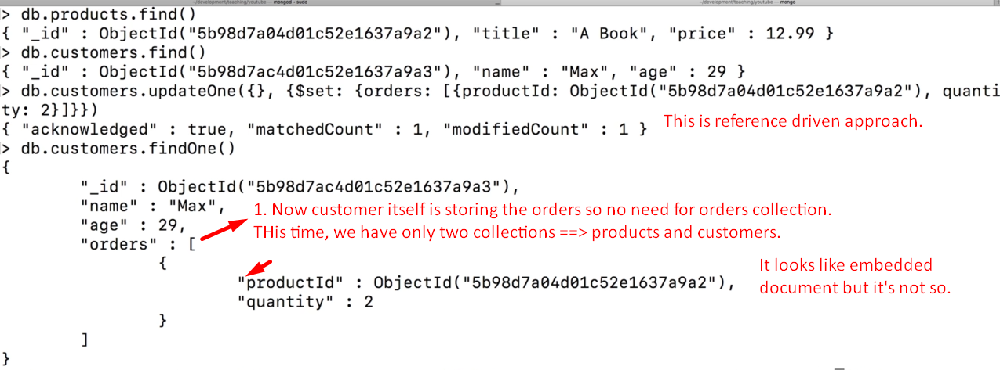 ~/development/teaching/youtube — mongod • sudo ~/development/teaching/youtube — mongo
> db.products.find()
{ "_id" : ObjectId("5b98d7a04d01c52e1637a9a2"), "title" : "A Book", "price" : 12.99 }
> db.customers.find()
{ "_id" : ObjectId("5b98d7ac4d01c52e1637a9a3"), "name" : "Max", "age" : 29 }
> db.customers.updateOne({}, {$set: {orders: [{productId: ObjectId("5b98d7a04d01c52e1637a9a2"), quanti
ty: 2}]}})
{ "acknowledged" : true, "matchedCount" : 1, "modifiedCount" : 1 }
This is reference driven approach.
> db.customers.findOne()
{
"_id" : ObjectId("5b98d7ac4d01c52e1637a9a3"),
"name" : "Max",
"age" : 29,
1. Now customer itself is storing the orders so no need for orders collection.
THis time, we have only two collections ==> products and customers.
"orders" : [
{
"productId" : ObjectId("5b98d7a04d01c52e1637a9a2"),
"quantity" : 2
It looks like embedded
document but it's not so.
}
]
}